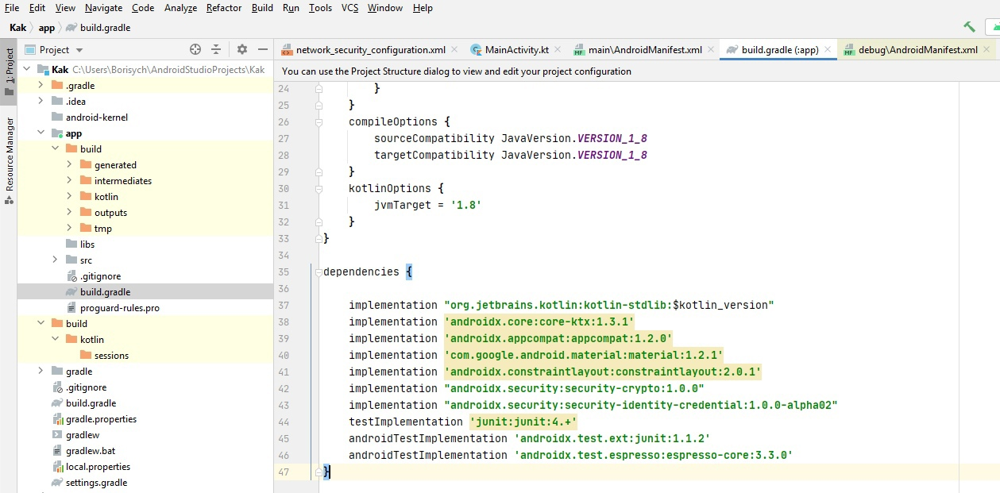 File Edit View Navigate Code Analyze Refactor Build Run Tools VCS Window Help
Kak app build.gradle
1: Project
Resource Manager
Project
Kak C:\Users\Borisych\AndroidStudioProjects\Kak
.gradle
.idea
android-kernel
app
build
generated
intermediates
kotlin
outputs
tmp
libs
src
.gitignore
build.gradle
proguard-rules.pro
build
kotlin
sessions
gradle
.gitignore
build.gradle
gradle.properties
gradlew
gradlew.bat
local.properties
settings.gradle
network_security_configuration.xml MainActivity.kt main\AndroidManifest.xml build.gradle (:app) debug\AndroidManifest.xml
You can use the Project Structure dialog to view and edit your project configuration
24 }
25 }
26 compileOptions {
27 sourceCompatibility JavaVersion.VERSION_1_8
28 targetCompatibility JavaVersion.VERSION_1_8
29 }
30 kotlinOptions {
31 jvmTarget = '1.8'
32 }
33 }
34
35 dependencies {
36
37 implementation "org.jetbrains.kotlin:kotlin-stdlib:$kotlin_version"
38 implementation 'androidx.core:core-ktx:1.3.1'
39 implementation 'androidx.appcompat:appcompat:1.2.0'
40 implementation 'com.google.android.material:material:1.2.1'
41 implementation 'androidx.constraintlayout:constraintlayout:2.0.1'
42 implementation "androidx.security:security-crypto:1.0.0"
43 implementation "androidx.security:security-identity-credential:1.0.0-alpha02"
44 testImplementation 'junit:junit:4.+'
45 androidTestImplementation 'androidx.test.ext:junit:1.1.2'
46 androidTestImplementation 'androidx.test.espresso:espresso-core:3.3.0'
47 }